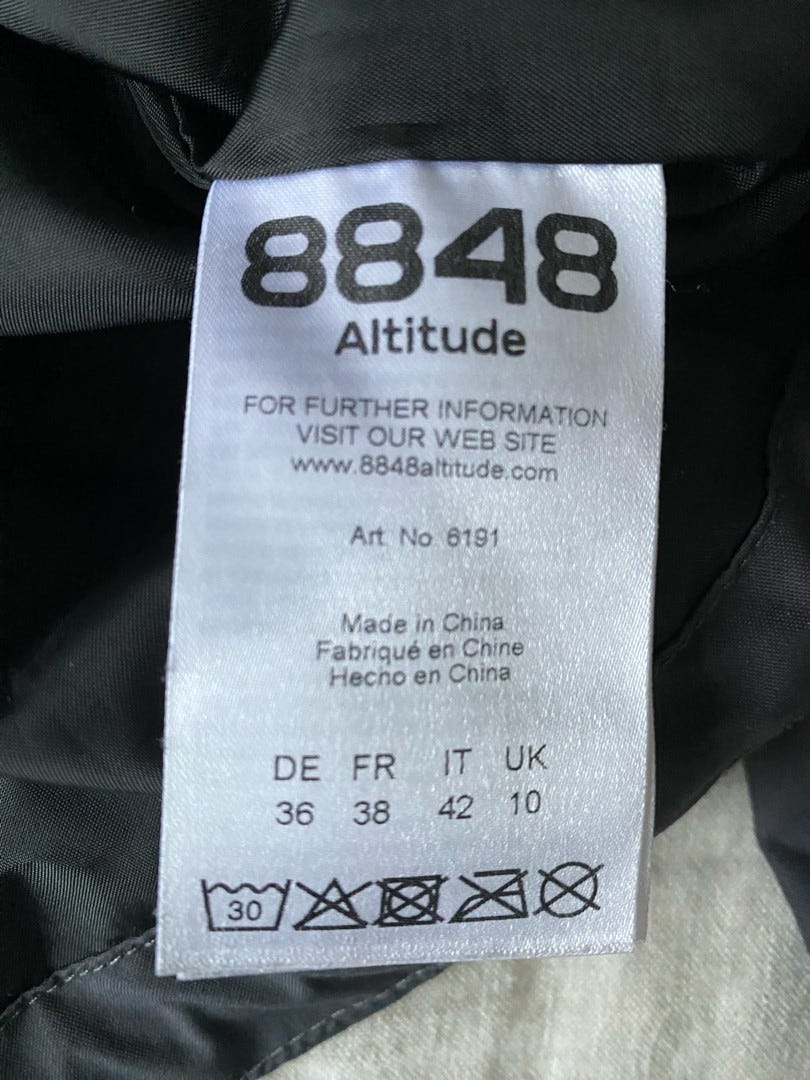 8848
Altitude
FOR FURTHER INFORMATION
VISIT OUR WEB SITE
www.8848altitude.com
Art. No 6191
Made in China
Fabriqué en Chine
Hecho en China
DE FR IT UK
36 38 42 10
30